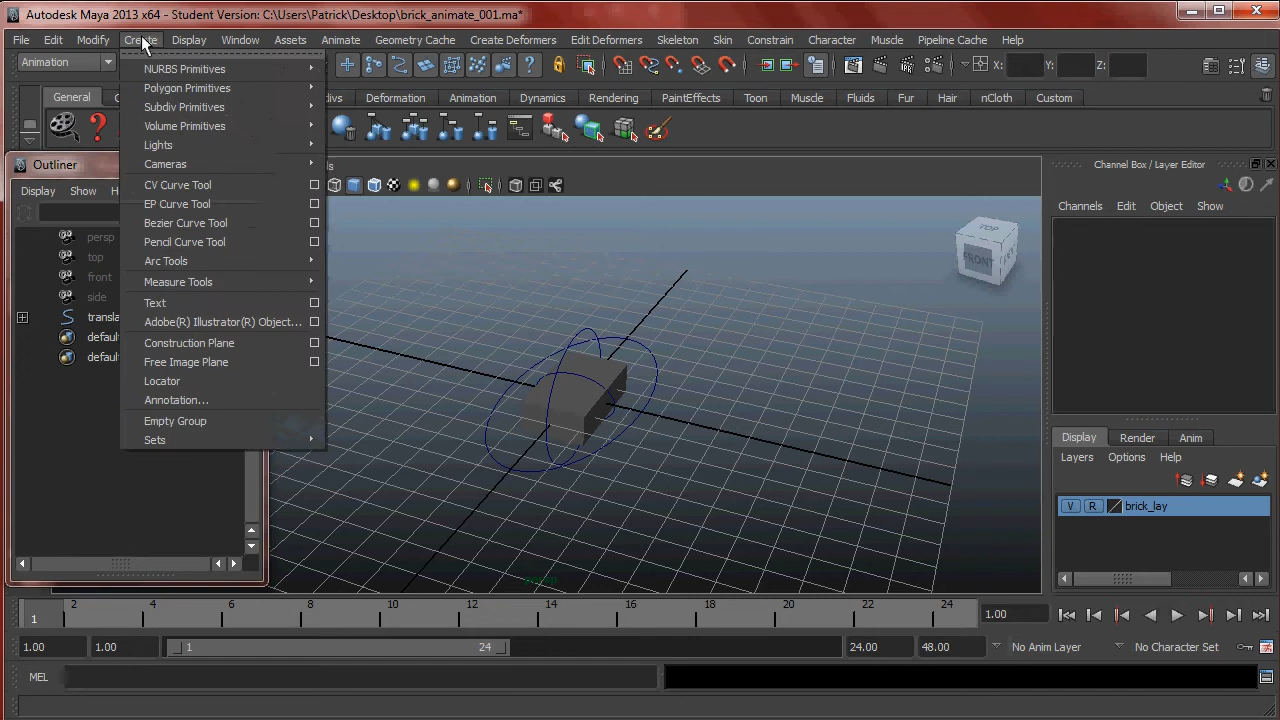 Autodesk Maya 2013 x64 - Student Version: C:\Users\Patrick\Desktop\brick_animate_001.ma*
File Edit Modify Create Display Window Assets Animate Geometry Cache Create Deformers Edit Deformers Skeleton Skin Constrain Character Muscle Pipeline Cache Help
Animation X: Y: Z:
General Deformation Animation Dynamics Rendering PaintEffects Toon Muscle Fluids Fur Hair nCloth Custom
NURBS Primitives
Polygon Primitives
Subdiv Primitives
Volume Primitives
Lights
Cameras
CV Curve Tool
EP Curve Tool
Bezier Curve Tool
Pencil Curve Tool
Arc Tools
Measure Tools
Text
Adobe(R) Illustrator(R) Object...
Construction Plane
Free Image Plane
Locator
Annotation...
Empty Group
Sets
Outliner
Display Show H
persp
top
front
side
transla
defau
defau
TOP
FRONT
persp
Channel Box / Layer Editor
Channels Edit Object Show
Display Render Anim
Layers Options Help
V R brick_lay
1 2 4 6 8 10 12 14 16 18 20 22 24 1.00
1.00 1.00 1 24 24.00 48.00 No Anim Layer No Character Set
MEL